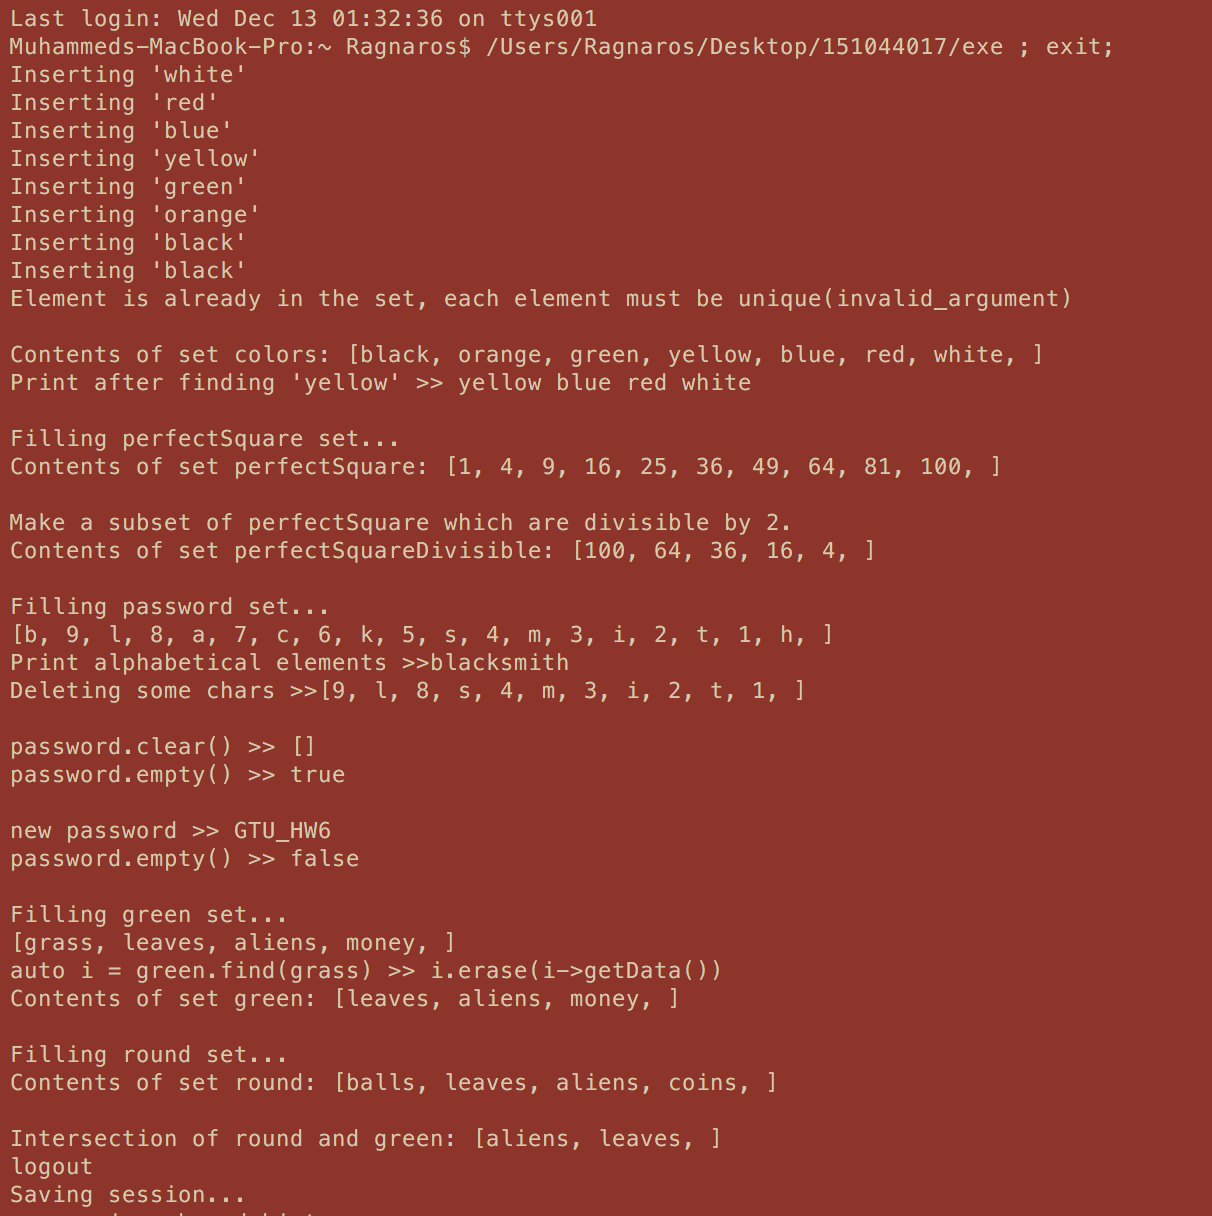 Last login: Wed Dec 13 01:32:36 on ttys001
Muhammeds-MacBook-Pro:~ Ragnaros$ /Users/Ragnaros/Desktop/151044017/exe ; exit;
Inserting 'white'
Inserting 'red'
Inserting 'blue'
Inserting 'yellow'
Inserting 'green'
Inserting 'orange'
Inserting 'black'
Inserting 'black'
Element is already in the set, each element must be unique(invalid_argument)
Contents of set colors: [black, orange, green, yellow, blue, red, white, ]
Print after finding 'yellow' >> yellow blue red white
Filling perfectSquare set...
Contents of set perfectSquare: [1, 4, 9, 16, 25, 36, 49, 64, 81, 100, ]
Make a subset of perfectSquare which are divisible by 2.
Contents of set perfectSquareDivisible: [100, 64, 36, 16, 4, ]
Filling password set...
[b, 9, l, 8, a, 7, c, 6, k, 5, s, 4, m, 3, i, 2, t, 1, h, ]
Print alphabetical elements >>blacksmith
Deleting some chars >>[9, l, 8, s, 4, m, 3, i, 2, t, 1, ]
password.clear() >> []
password.empty() >> true
new password >> GTU_HW6
password.empty() >> false
Filling green set...
[grass, leaves, aliens, money, ]
auto i = green.find(grass) >> i.erase(i->getData())
Contents of set green: [leaves, aliens, money, ]
Filling round set...
Contents of set round: [balls, leaves, aliens, coins, ]
Intersection of round and green: [aliens, leaves, ]
logout
Saving session...